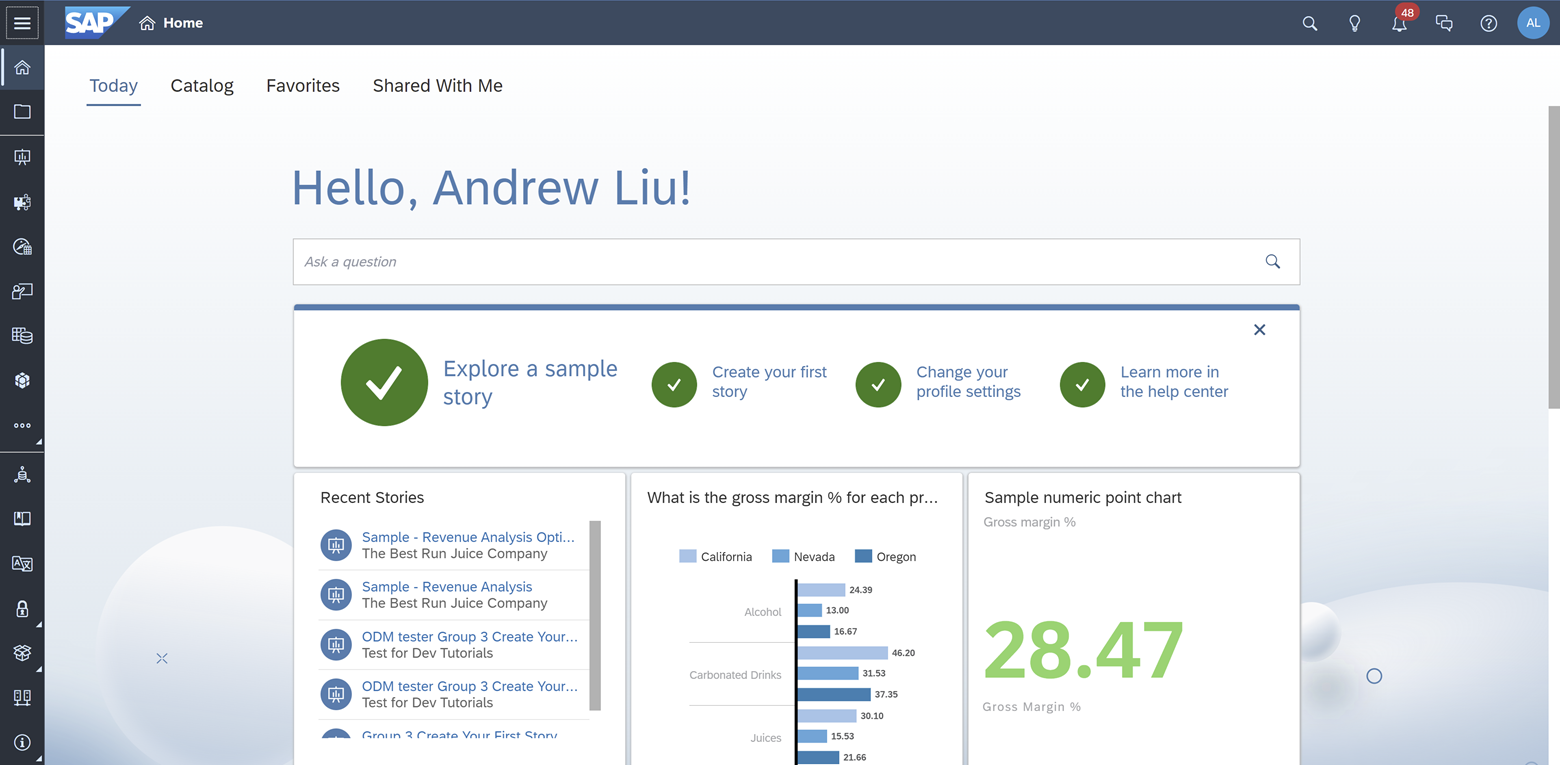 SAP Home
48
AL
Today Catalog Favorites Shared With Me
Hello, Andrew Liu!
Ask a question
Explore a sample
story
Create your first
story
Change your
profile settings
Learn more in
the help center
Recent Stories
Sample - Revenue Analysis Opti...
The Best Run Juice Company
Sample - Revenue Analysis
The Best Run Juice Company
ODM tester Group 3 Create Your...
Test for Dev Tutorials
ODM tester Group 3 Create Your...
Test for Dev Tutorials
Group 3 Create Your First Story
What is the gross margin % for each pr...
California Nevada Oregon
Alcohol
24.39
13.00
16.67
Carbonated Drinks
46.20
31.53
37.35
Juices
30.10
15.53
21.66
Sample numeric point chart
Gross margin %
28.47
Gross Margin %